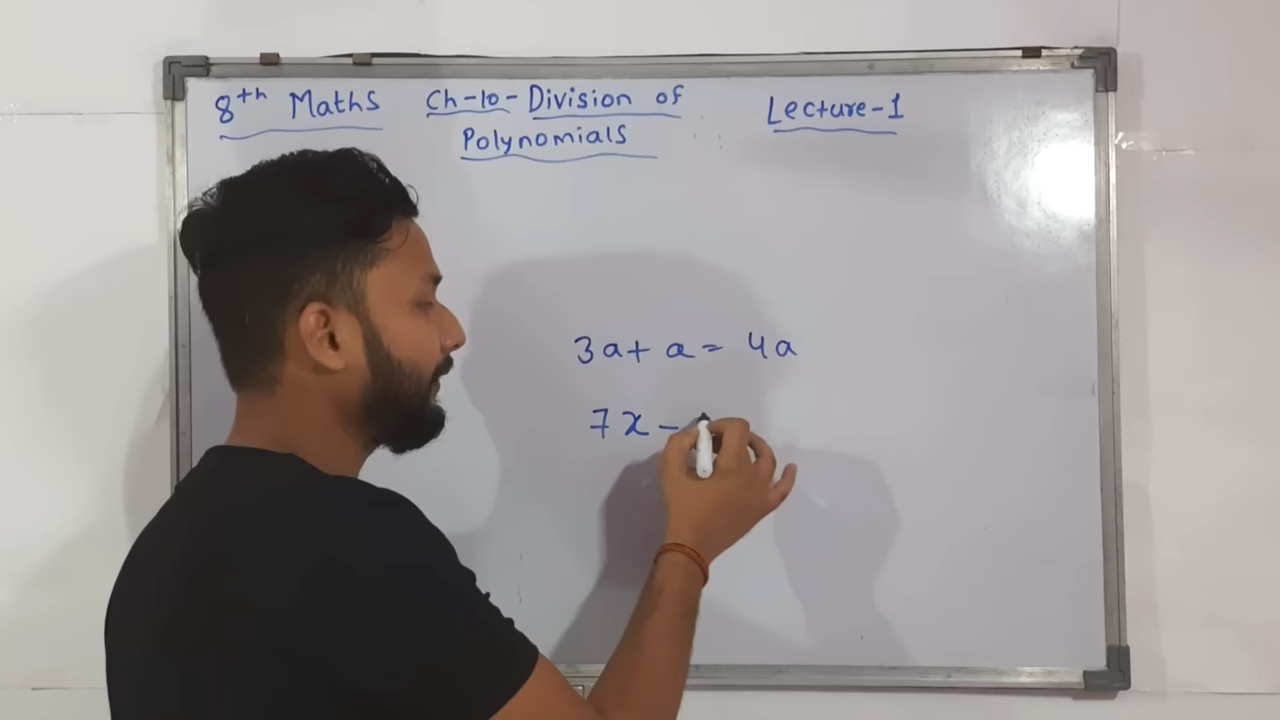 8th Maths Ch-10-Division of Lecture-1
Polynomials
3a+ a= 4a
7x-